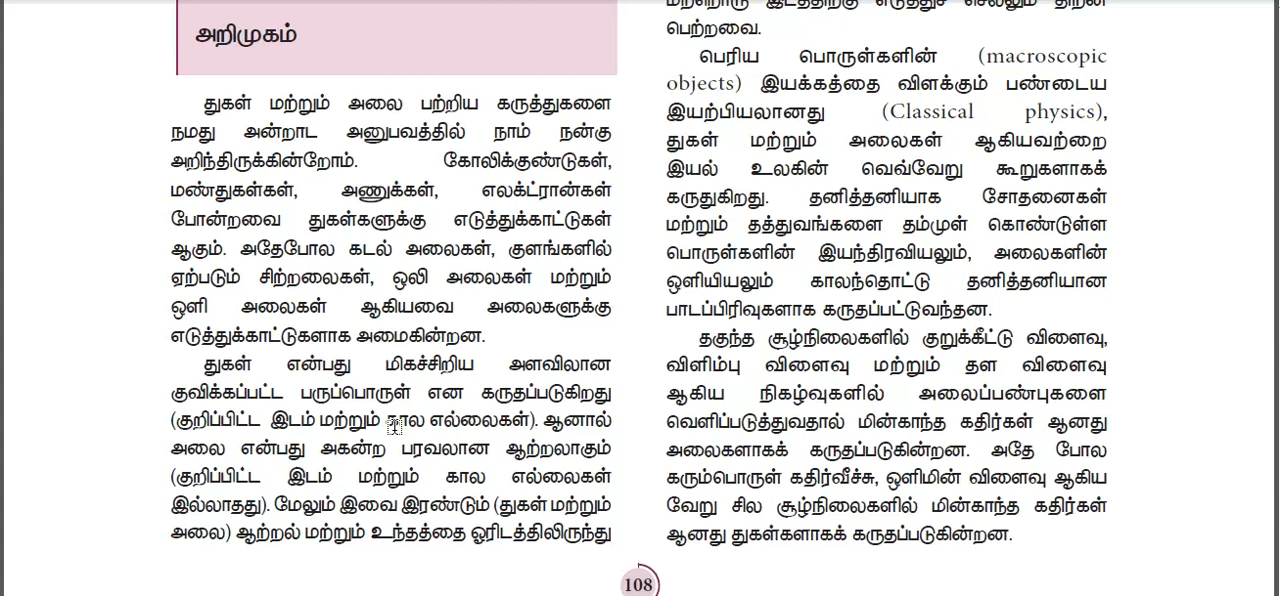 அறிமுகம்
துகள் மற்றும் அலை பற்றிய கருத்துகளை
நமது அன்றாட அனுபவத்தில் நாம் நன்கு
அறிந்திருக்கின்றோம். கோலிக்குண்டுகள்,
மண்துகள்கள், அணுக்கள், எலக்ட்ரான்கள்
போன்றவை துகள்களுக்கு எடுத்துக்காட்டுகள்
ஆகும். அதேபோல கடல் அலைகள், குளங்களில்
ஏற்படும் சிற்றலைகள், ஒலி அலைகள் மற்றும்
ஒளி அலைகள் ஆகியவை அலைகளுக்கு
எடுத்துக்காட்டுகளாக அமைகின்றன.
துகள் என்பது மிகச்சிறிய அளவிலான
குவிக்கப்பட்ட பருப்பொருள் என கருதப்படுகிறது
(குறிப்பிட்ட இடம் மற்றும் கால எல்லைகள்). ஆனால்
அலை என்பது அகன்ற பரவலான ஆற்றலாகும்
(குறிப்பிட்ட இடம் மற்றும் கால எல்லைகள்
இல்லாதது). மேலும் இவை இரண்டும் (துகள் மற்றும்
அலை) ஆற்றல் மற்றும் உந்தத்தை ஓரிடத்திலிருந்து
மற்றொரு இடத்திற்கு எடுத்துச் செல்லும் திறன்
பெற்றவை.
பெரிய பொருள்களின் (macroscopic
objects) இயக்கத்தை விளக்கும் பண்டைய
இயற்பியலானது (Classical physics),
துகள் மற்றும் அலைகள் ஆகியவற்றை
இயல் உலகின் வெவ்வேறு கூறுகளாகக்
கருதுகிறது. தனித்தனியாக சோதனைகள்
மற்றும் தத்துவங்களை தம்முள் கொண்டுள்ள
பொருள்களின் இயந்திரவியலும், அலைகளின்
ஒளியியலும் காலந்தொட்டு தனித்தனியான
பாடப்பிரிவுகளாக கருதப்பட்டுவந்தன.
தகுந்த சூழ்நிலைகளில் குறுக்கீட்டு விளைவு,
விளிம்பு விளைவு மற்றும் தள விளைவு
ஆகிய நிகழ்வுகளில் அலைப்பண்புகளை
வெளிப்படுத்துவதால் மின்காந்த கதிர்கள் ஆனது
அலைகளாகக் கருதப்படுகின்றன. அதே போல
கரும்பொருள் கதிர்வீச்சு, ஒளிமின் விளைவு ஆகிய
வேறு சில சூழ்நிலைகளில் மின்காந்த கதிர்கள்
ஆனது துகள்களாகக் கருதப்படுகின்றன.
108